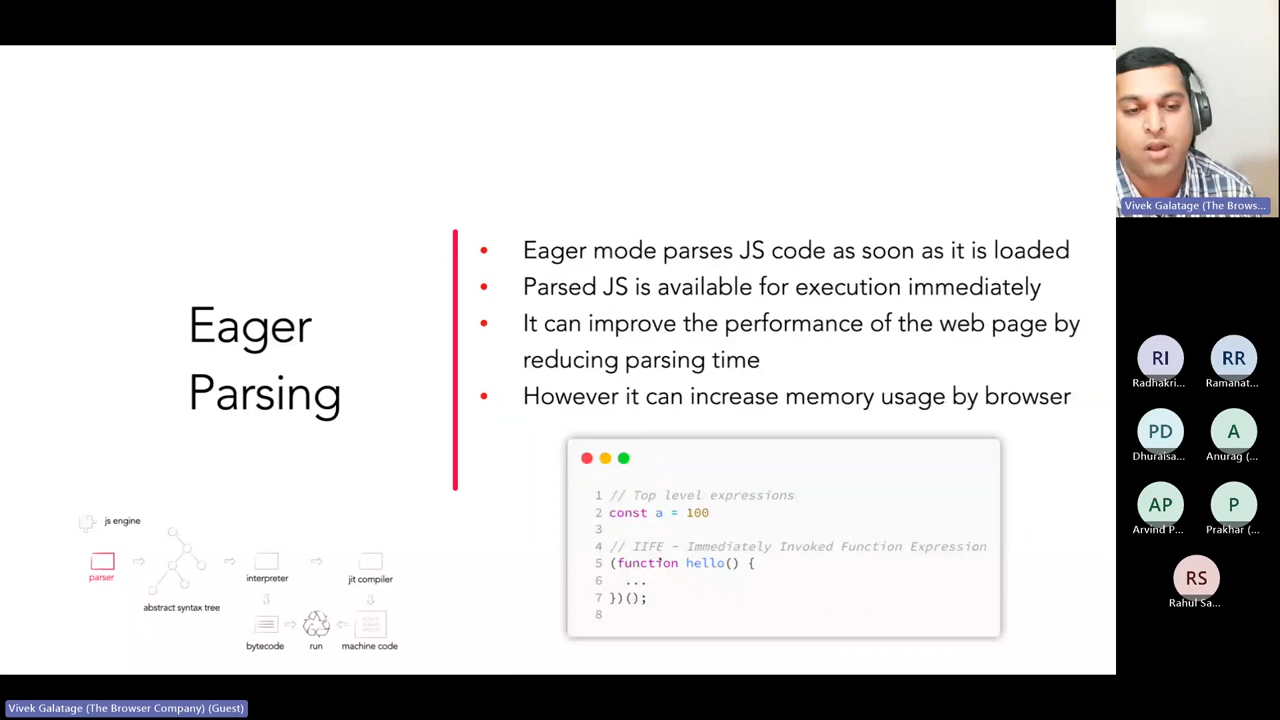 Eager
Parsing
• Eager mode parses JS code as soon as it is loaded
• Parsed JS is available for execution immediately
• It can improve the performance of the web page by
reducing parsing time
• However it can increase memory usage by browser
1 // Top level expressions
2 const a = 100
3
4 // IIFE - Immediately Invoked Function Expression
5 (function hello() {
6 ...
7 })();
8
js engine
parser
abstract syntax tree
interpreter
jit compiler
bytecode
run
machine code
Vivek Galatage (The Brows...
RI
Radhakri...
RR
Ramanat...
PD
Dhuraisa...
A
Anurag (...
AP
Arvind P...
P
Prakhar (...
RS
Rahul Sa...
Vivek Galatage (The Browser Company) (Guest)